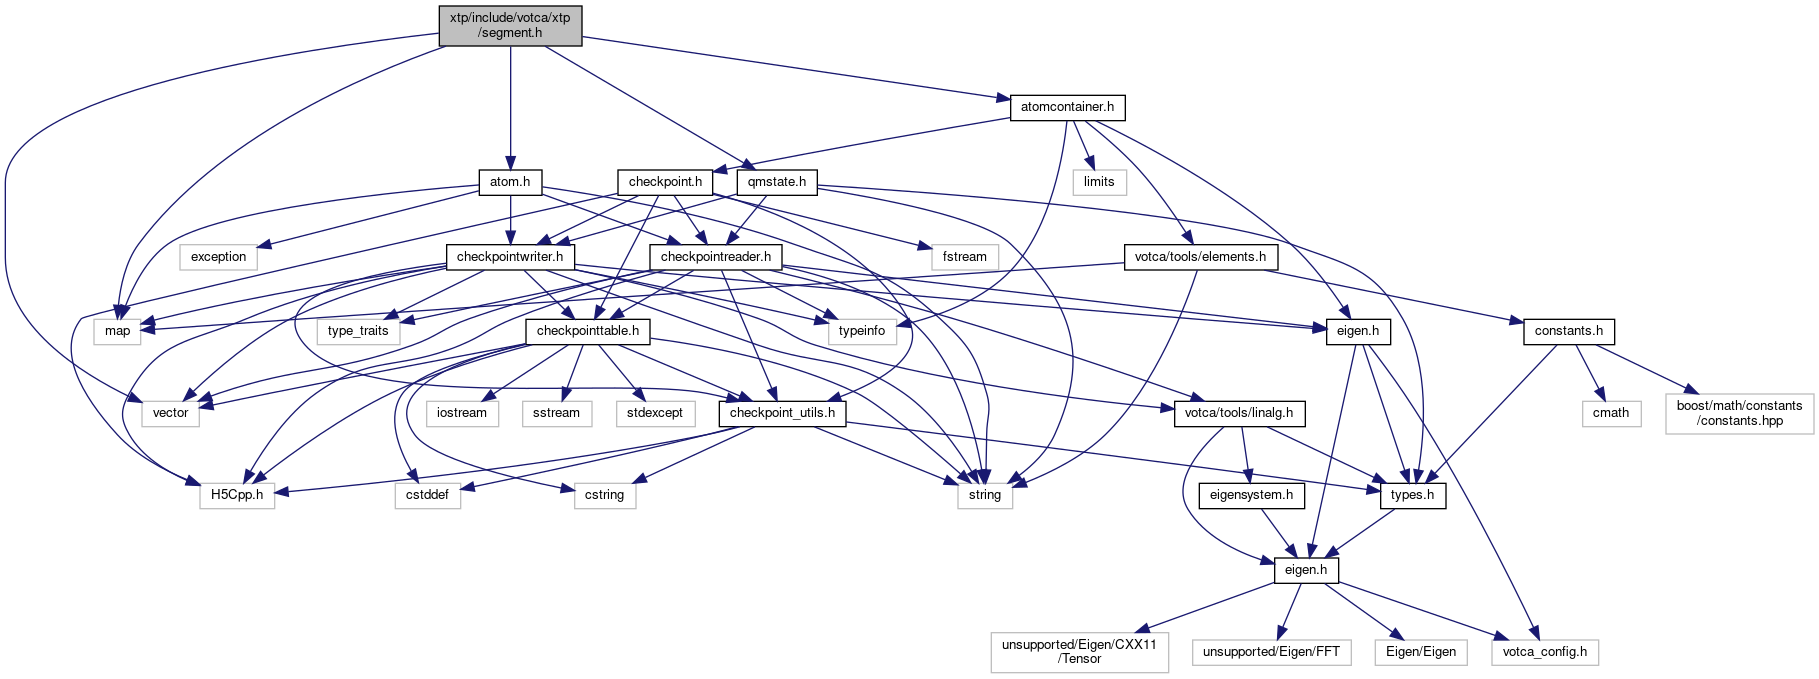 xtp/include/votca/xtp
/segment.h
atomcontainer.h
atom.h
checkpoint.h
qmstate.h
limits
exception
checkpointwriter.h
checkpointreader.h
fstream
votca/tools/elements.h
map
type_traits
checkpointtable.h
typeinfo
eigen.h
constants.h
vector
iostream
sstream
stdexcept
checkpoint_utils.h
votca/tools/linalg.h
cmath
boost/math/constants
/constants.hpp
H5Cpp.h
cstddef
cstring
string
eigensystem.h
types.h
eigen.h
unsupported/Eigen/CXX11
/Tensor
unsupported/Eigen/FFT
Eigen/Eigen
votca_config.h